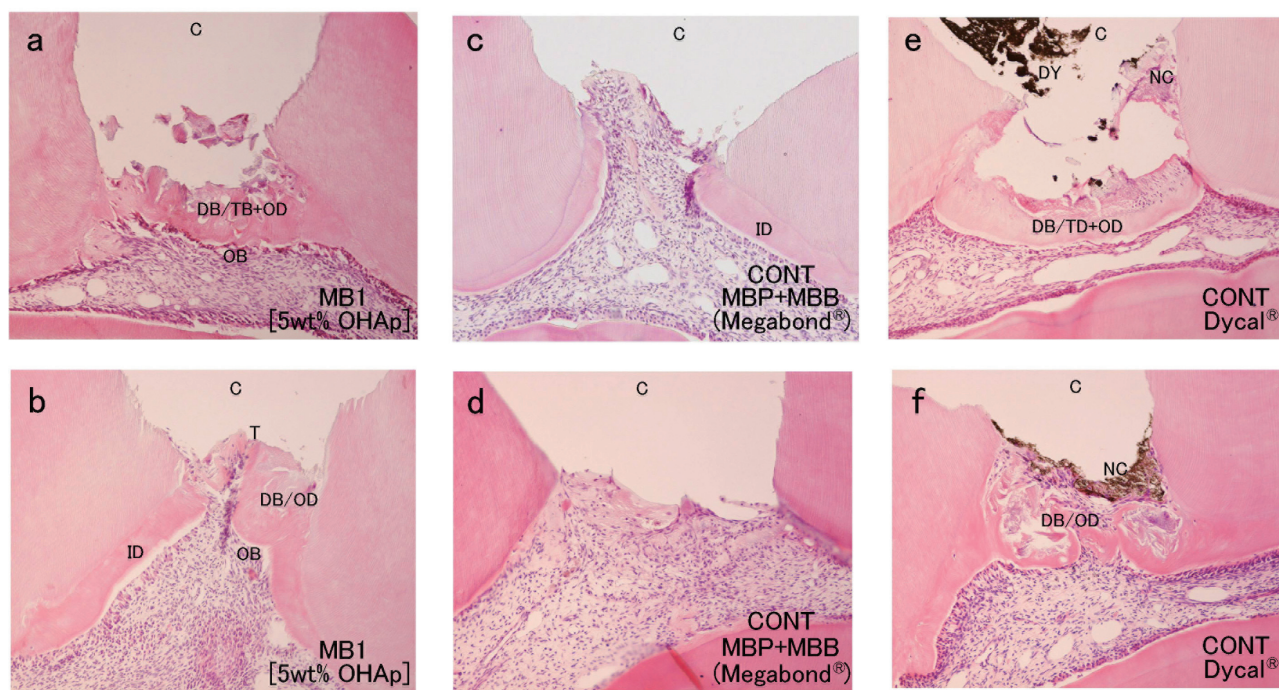 a
C
DB/TB+OD
OB
MB1
[5wt% OHAp]
c
C
ID
CONT
MBP+MBB
(Megabond®)
e
C
DY
NC
DB/TD+OD
CONT
Dycal®
b
C
T
DB/OD
ID
OB
MB1
[5wt% OHAp]
d
C
CONT
MBP+MBB
(Megabond®)
f
C
NC
DB/OD
CONT
Dycal®